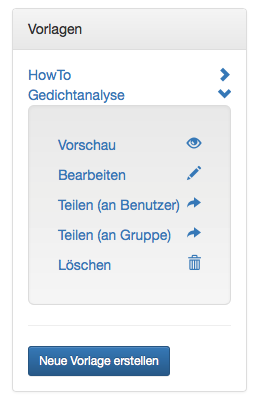 Vorlagen
HowTo
Gedichtanalyse
Vorschau
Bearbeiten
Teilen (an Benutzer)
Teilen (an Gruppe)
Löschen
Neue Vorlage erstellen